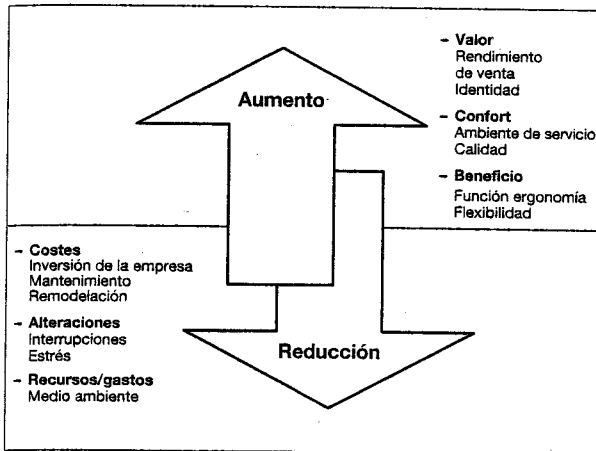 Aumento
– Valor
Rendimiento
de venta
Identidad
– Confort
Ambiente de servicio
Calidad
– Beneficio
Función ergonomía
Flexibilidad
– Costes
Inversión de la empresa
Mantenimiento
Remodelación
– Alteraciones
Interrupciones
Estrés
– Recursos/gastos
Medio ambiente
Reducción